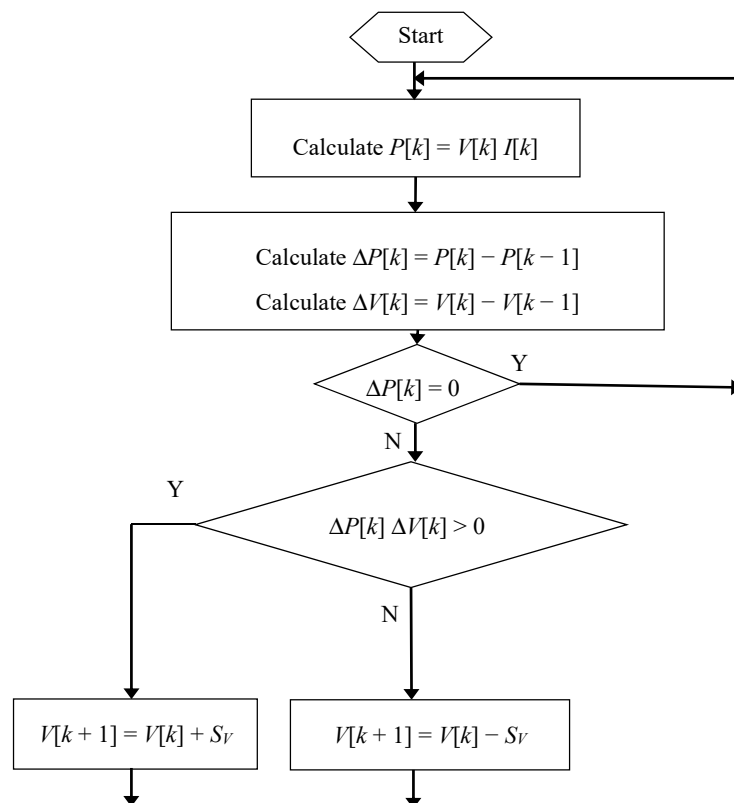 Start
Calculate P[k] = V[k] I[k]
Calculate ΔP[k] = P[k] − P[k − 1]
Calculate ΔV[k] = V[k] − V[k − 1]
ΔP[k] = 0
Y
N
Y
ΔP[k] ΔV[k] > 0
N
V[k + 1] = V[k] + SV
V[k + 1] = V[k] − SV